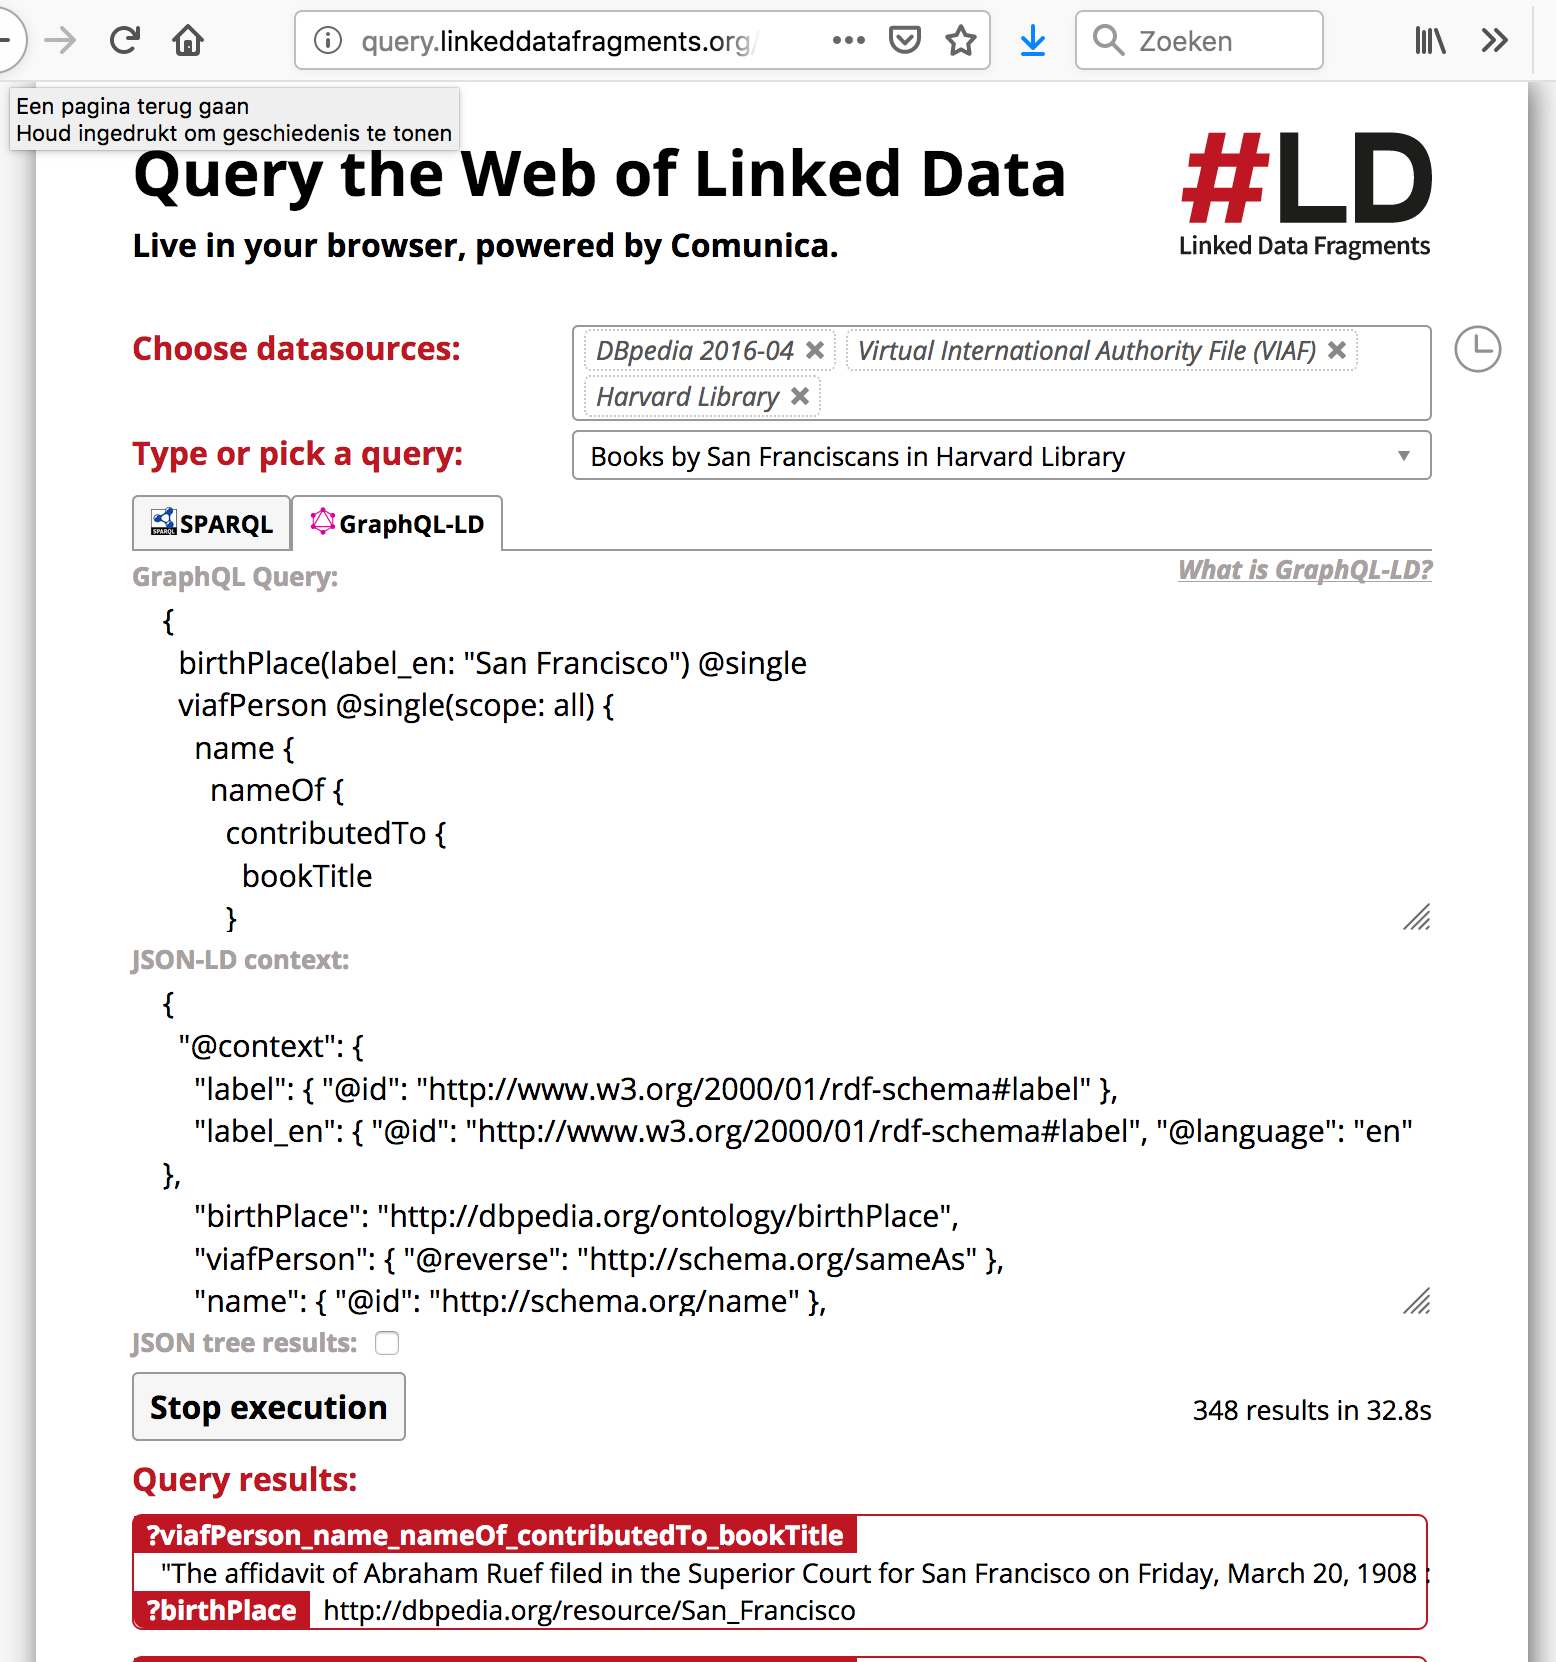 query.linkeddatafragments.org/
Zoeken
Een pagina terug gaan
Houd ingedrukt om geschiedenis te tonen
Query the Web of Linked Data
Live in your browser, powered by Comunica.
#LD
Linked Data Fragments
Choose datasources:
DBpedia 2016-04 ✖ Virtual International Authority File (VIAF) ✖
Harvard Library ✖
Type or pick a query:
Books by San Franciscans in Harvard Library
SPARQL
SPARQL
GraphQL-LD
GraphQL Query:
What is GraphQL-LD?
{
birthPlace(label_en: "San Francisco") @single
viafPerson @single(scope: all) {
name {
nameOf {
contributedTo {
bookTitle
}
JSON-LD context:
{
"@context": {
"label": { "@id": "http://www.w3.org/2000/01/rdf-schema#label" },
"label_en": { "@id": "http://www.w3.org/2000/01/rdf-schema#label", "@language": "en"
},
"birthPlace": "http://dbpedia.org/ontology/birthPlace",
"viafPerson": { "@reverse": "http://schema.org/sameAs" },
"name": { "@id": "http://schema.org/name" },
JSON tree results:
Stop execution
348 results in 32.8s
Query results:
?viafPerson_name_nameOf_contributedTo_bookTitle
"The affidavit of Abraham Ruef filed in the Superior Court for San Francisco on Friday, March 20, 1908 :
?birthPlace http://dbpedia.org/resource/San_Francisco